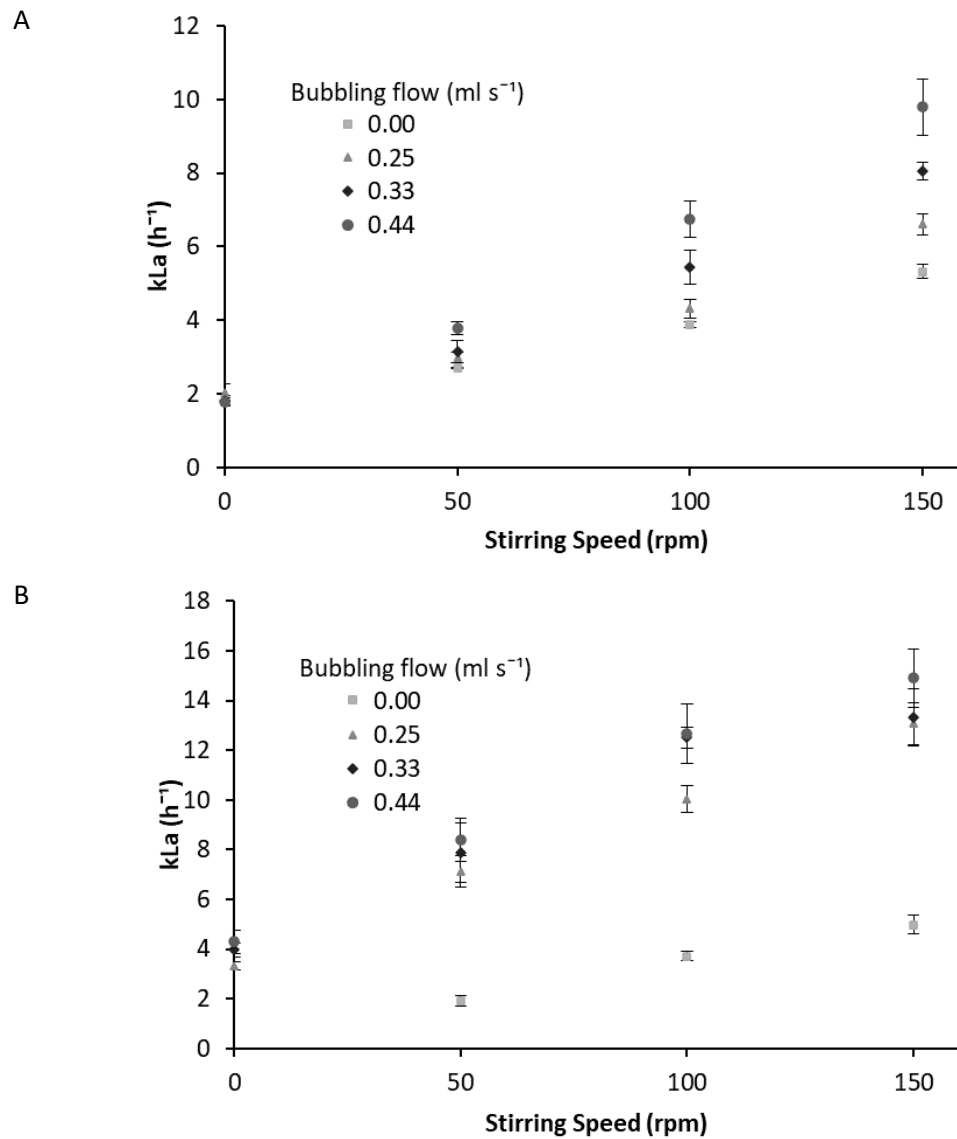 A
12
10
8
6
4
2
0
kLa (h⁻¹)
Bubbling flow (ml s⁻¹)
0.00
0.25
0.33
0.44
0 50 100 150
Stirring Speed (rpm)
B
18
16
14
12
10
8
6
4
2
0
kLa (h⁻¹)
Bubbling flow (ml s⁻¹)
0.00
0.25
0.33
0.44
0 50 100 150
Stirring Speed (rpm)